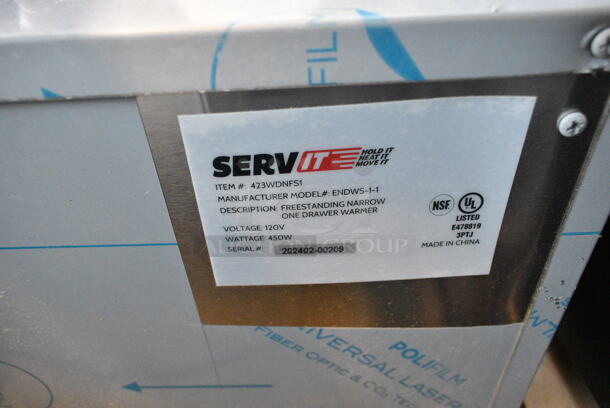 FILM
SERVIT HOLD IT
HEAT IT
MOVE IT
ITEM #: 423WDNFS1
MANUFACTURER MODEL#: ENDWS-1-1
DESCRIPTION: FREESTANDING NARROW
ONE DRAWER WARMER
VOLTAGE: 120V
WATTAGE: 450W
SERIAL #: 202402-00209
NSF
UL
LISTED
E478819
3PTJ
MADE IN CHINA
POLIFILM
UNIVERSAL LASER
FIBER OPTIC & CO₂ TEC